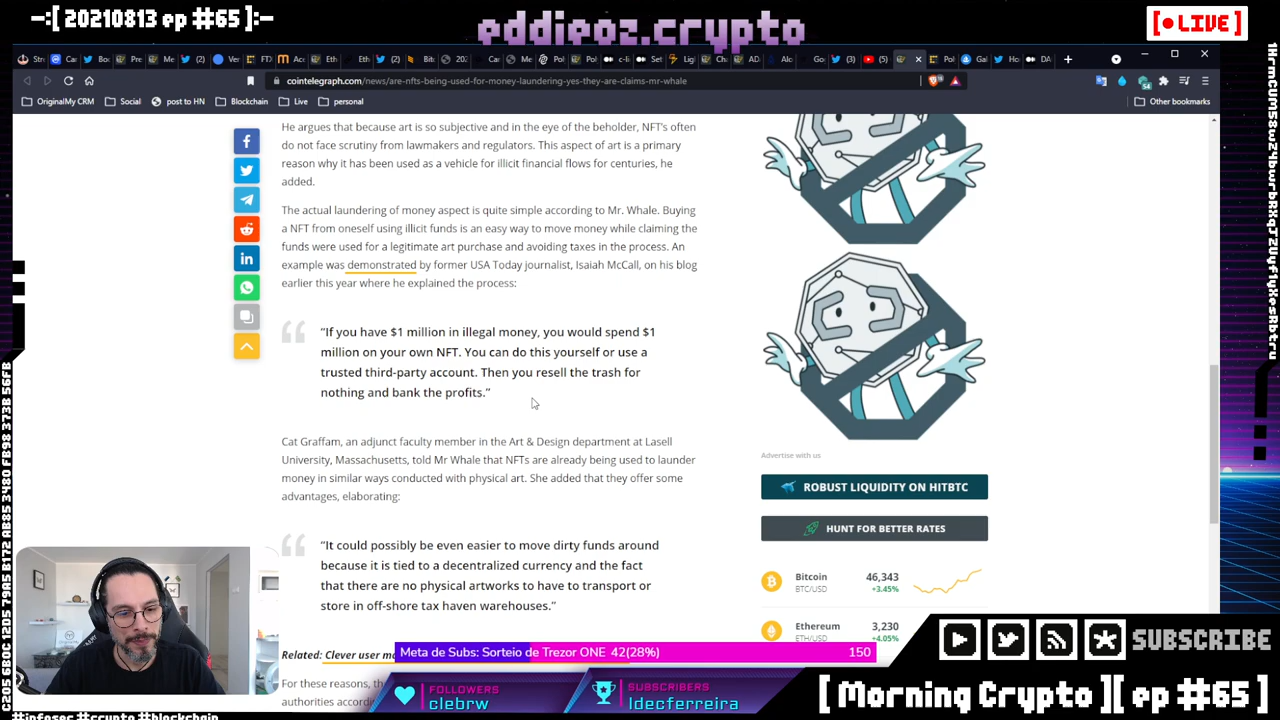 -:[ 20210813 ep #65 ]:-
eddieoz.crypto
[ LIVE ]
cointelegraph.com/news/are-nfts-being-used-for-money-laundering-yes-they-are-claims-mr-whale
OriginalMy CRM
Social
post to HN
Blockchain
Live
personal
Other bookmarks
He argues that because art is so subjective and in the eye of the beholder, NFT's often
do not face scrutiny from lawmakers and regulators. This aspect of art is a primary
reason why it has been used as a vehicle for illicit financial flows for centuries, he
added.
The actual laundering of money aspect is quite simple according to Mr. Whale. Buying
a NFT from oneself using illicit funds is an easy way to move money while claiming the
funds were used for a legitimate art purchase and avoiding taxes in the process. An
example was demonstrated by former USA Today journalist, Isaiah McCall, on his blog
earlier this year where he explained the process:
"If you have $1 million in illegal money, you would spend $1
million on your own NFT. You can do this yourself or use a
trusted third-party account. Then you resell the trash for
nothing and bank the profits."
Cat Graffam, an adjunct faculty member in the Art & Design department at Lasell
University, Massachusetts, told Mr Whale that NFTs are already being used to launder
money in similar ways conducted with physical art. She added that they offer some
advantages, elaborating:
"It could possibly be even easier to move dirty funds around
because it is tied to a decentralized currency and the fact
that there are no physical artworks to have to transport or
store in off-shore tax haven warehouses."
Related: Clever user
For these reasons,
authorities
Advertise with us
ROBUST LIQUIDITY ON HITBTC
HUNT FOR BETTER RATES
Bitcoin 46,343
BTC/USD +3.45%
Ethereum 3,230
ETH/USD +4.05%
Meta de Subs: Sorteio de Trezor ONE 42(28%) 150
FOLLOWERS
clebrw
SUBSCRIBERS
ldecferreira
SUBSCRIBE
[ Morning Crypto ][ ep #65 ]
#infosec #crypto #blockchain